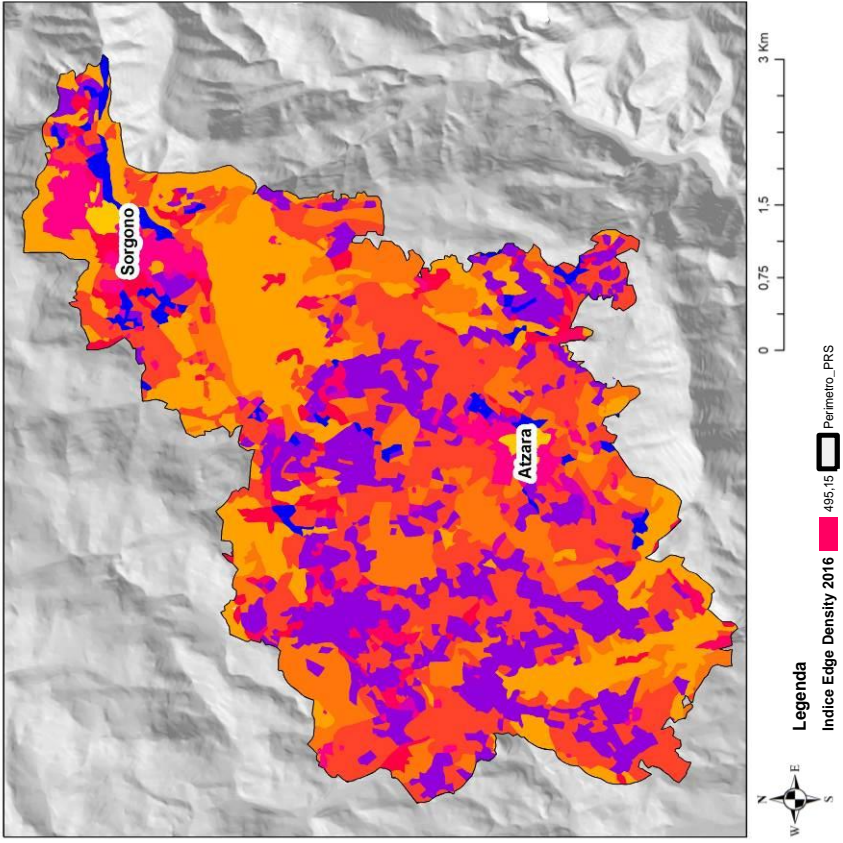 Sorgono
Atzara
N
W
E
S
0
0.75
1.5
3 Km
Legenda
Indice Edge Density 2016
495,15
Perimetro_PRS